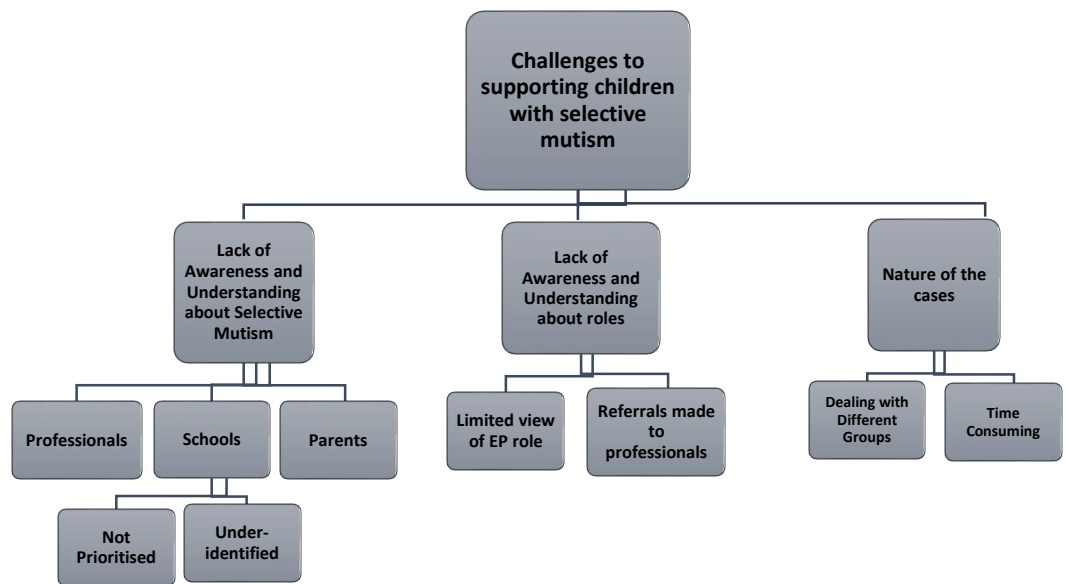 Challenges to
supporting children
with selective
mutism
Lack of
Awareness and
Understanding
about Selective
Mutism
Lack of
Awareness and
Understanding
about roles
Nature of the
cases
Professionals
Schools
Parents
Limited view
of EP role
Referrals made
to
professionals
Dealing with
Different
Groups
Time
Consuming
Not
Prioritised
Under-
identified